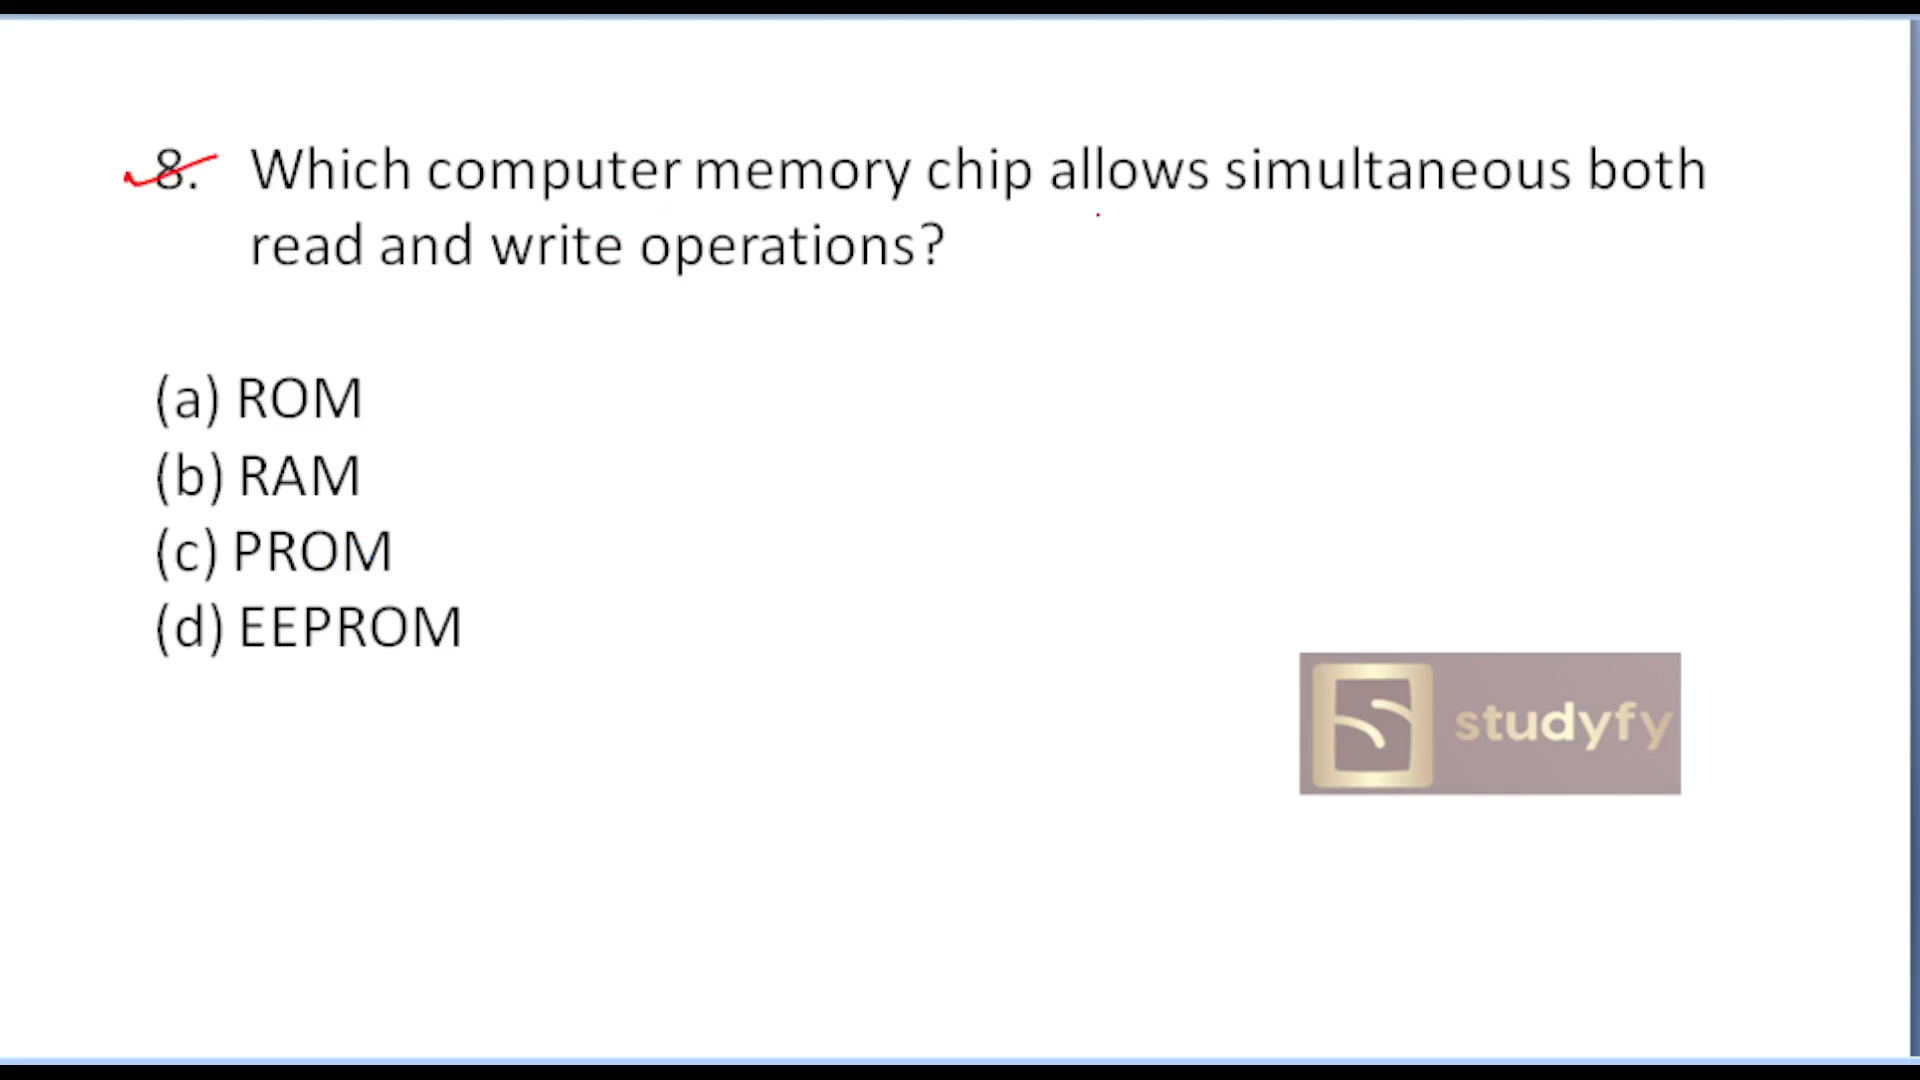 8. Which computer memory chip allows simultaneous both
read and write operations?
(a) ROM
(b) RAM
(c) PROM
(d) EEPROM
studyfy